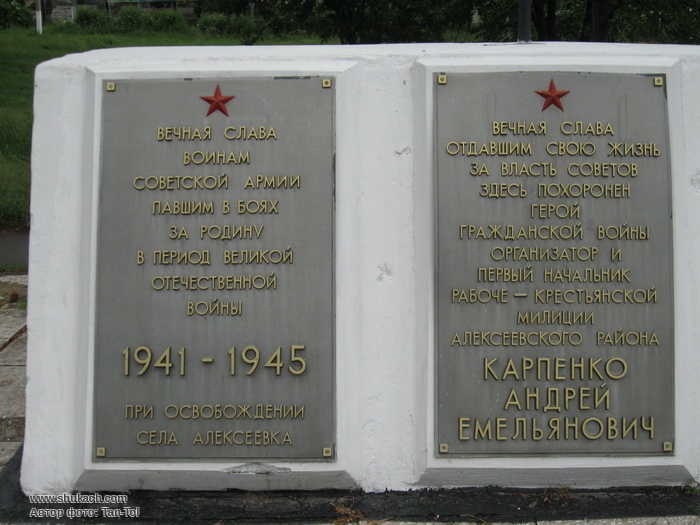 ВЕЧНАЯ СЛАВА
ВОИНАМ
СОВЕТСКОЙ АРМИИ
ПАВШИМ В БОЯХ
ЗА РОДИНУ
В ПЕРИОД ВЕЛИКОЙ
ОТЕЧЕСТВЕННОЙ
ВОЙНЫ
1941 - 1945
ПРИ ОСВОБОЖДЕНИИ
СЕЛА АЛЕКСЕЕВКА
ВЕЧНАЯ СЛАВА
ОТДАВШИМ СВОЮ ЖИЗНЬ
ЗА ВЛАСТЬ СОВЕТОВ
ЗДЕСЬ ПОХОРОНЕН
ГЕРОЙ
ГРАЖДАНСКОЙ ВОЙНЫ
ОРГАНИЗАТОР И
ПЕРВЫЙ НАЧАЛЬНИК
РАБОЧЕ — КРЕСТЬЯНСКОЙ
МИЛИЦИИ
АЛЕКСЕЕВСКОГО РАЙОНА
КАРПЕНКО
АНДРЕЙ
ЕМЕЛЬЯНОВИЧ
www.shukach.com
Автор фото: Tan-Tol